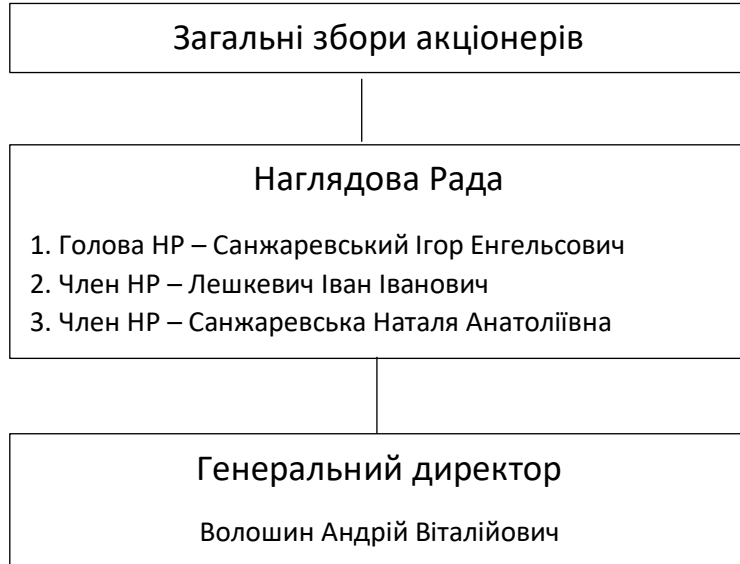 Загальні збори акціонерів
Наглядова Рада
1. Голова НР – Санжаревський Ігор Енгельсович
2. Член НР – Лешкевич Іван Іванович
3. Член НР – Санжаревська Наталя Анатоліївна
Генеральний директор
Волошин Андрій Віталійович